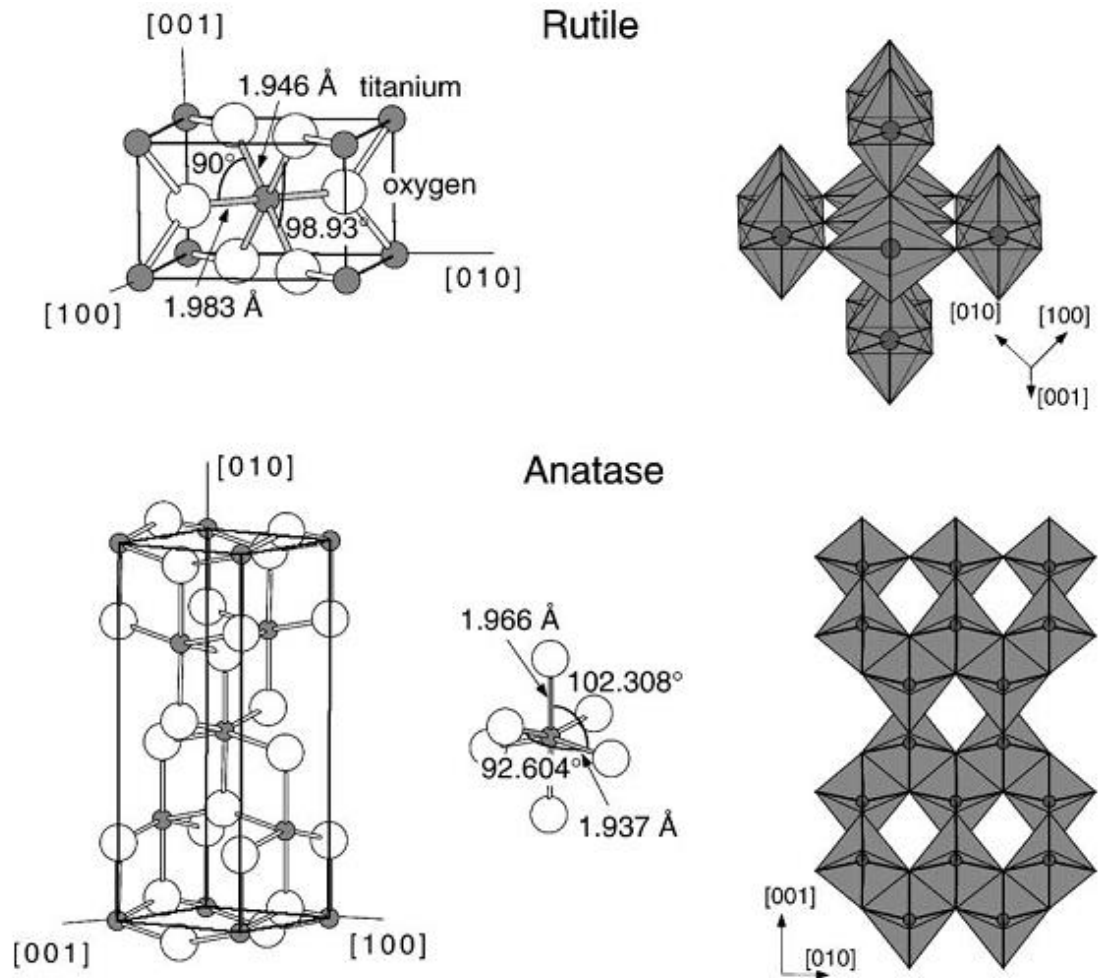 Rutile
[001]
1.946 Å
titanium
90°
oxygen
98.93°
[010]
[100]
1.983 Å
[010]
[100]
[001]
Anatase
[010]
1.966 Å
102.308°
92.604°
1.937 Å
[001]
[100]
[001]
[010]